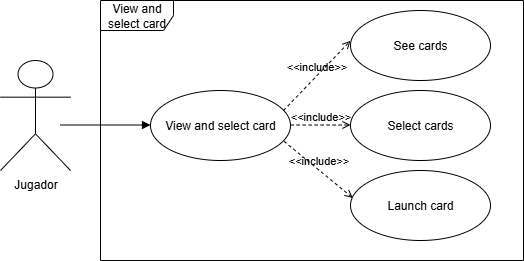 View and
select card
See cards
<<include>>
<<include>>
View and select card
Select cards
<<include>>
Jugador
Launch card